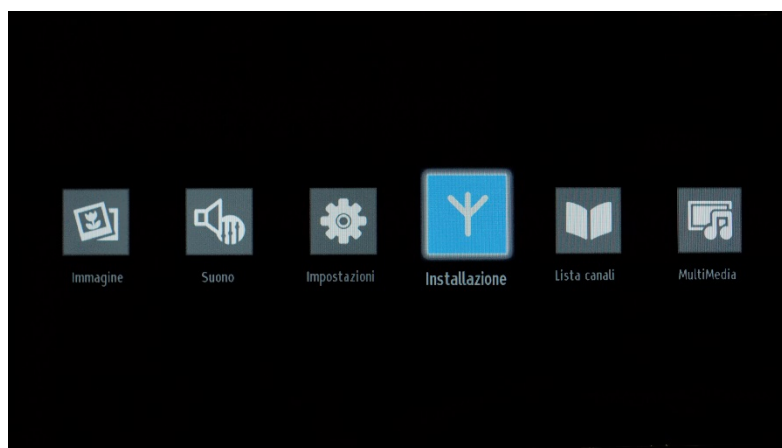 Immagine
Suono
Impostazioni
Installazione
Lista canali
MultiMedia